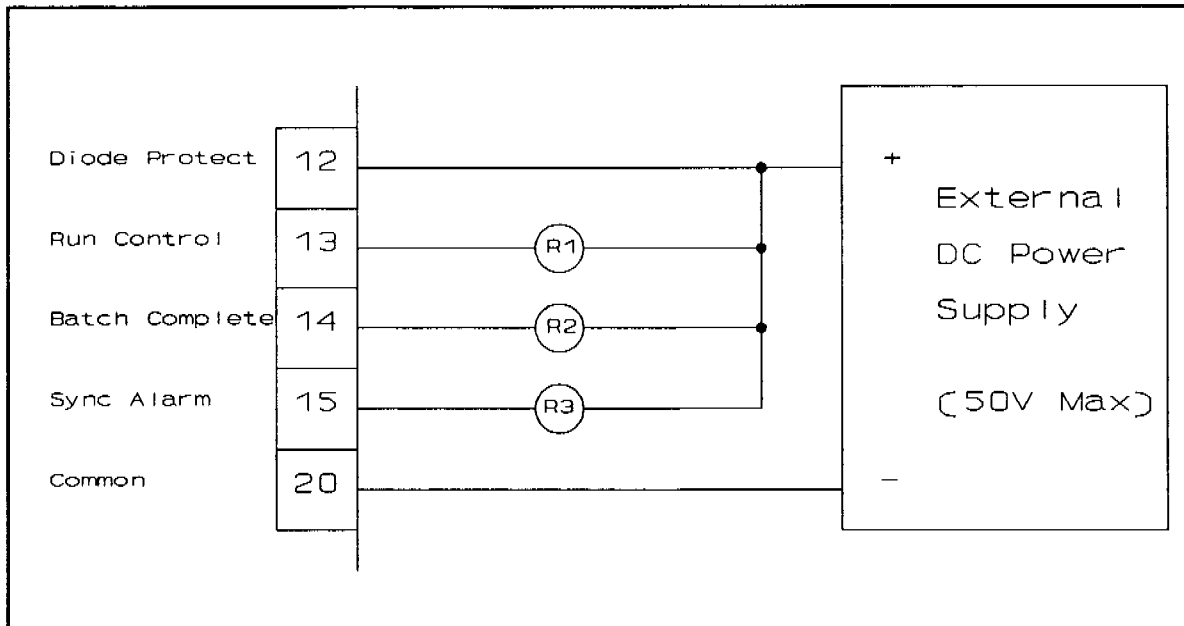 Diode Protect 12
Run Control 13 R1
Batch Complete 14 R2
Sync Alarm 15 R3
Common 20
+
External
DC Power
Supply
(50V Max)
-